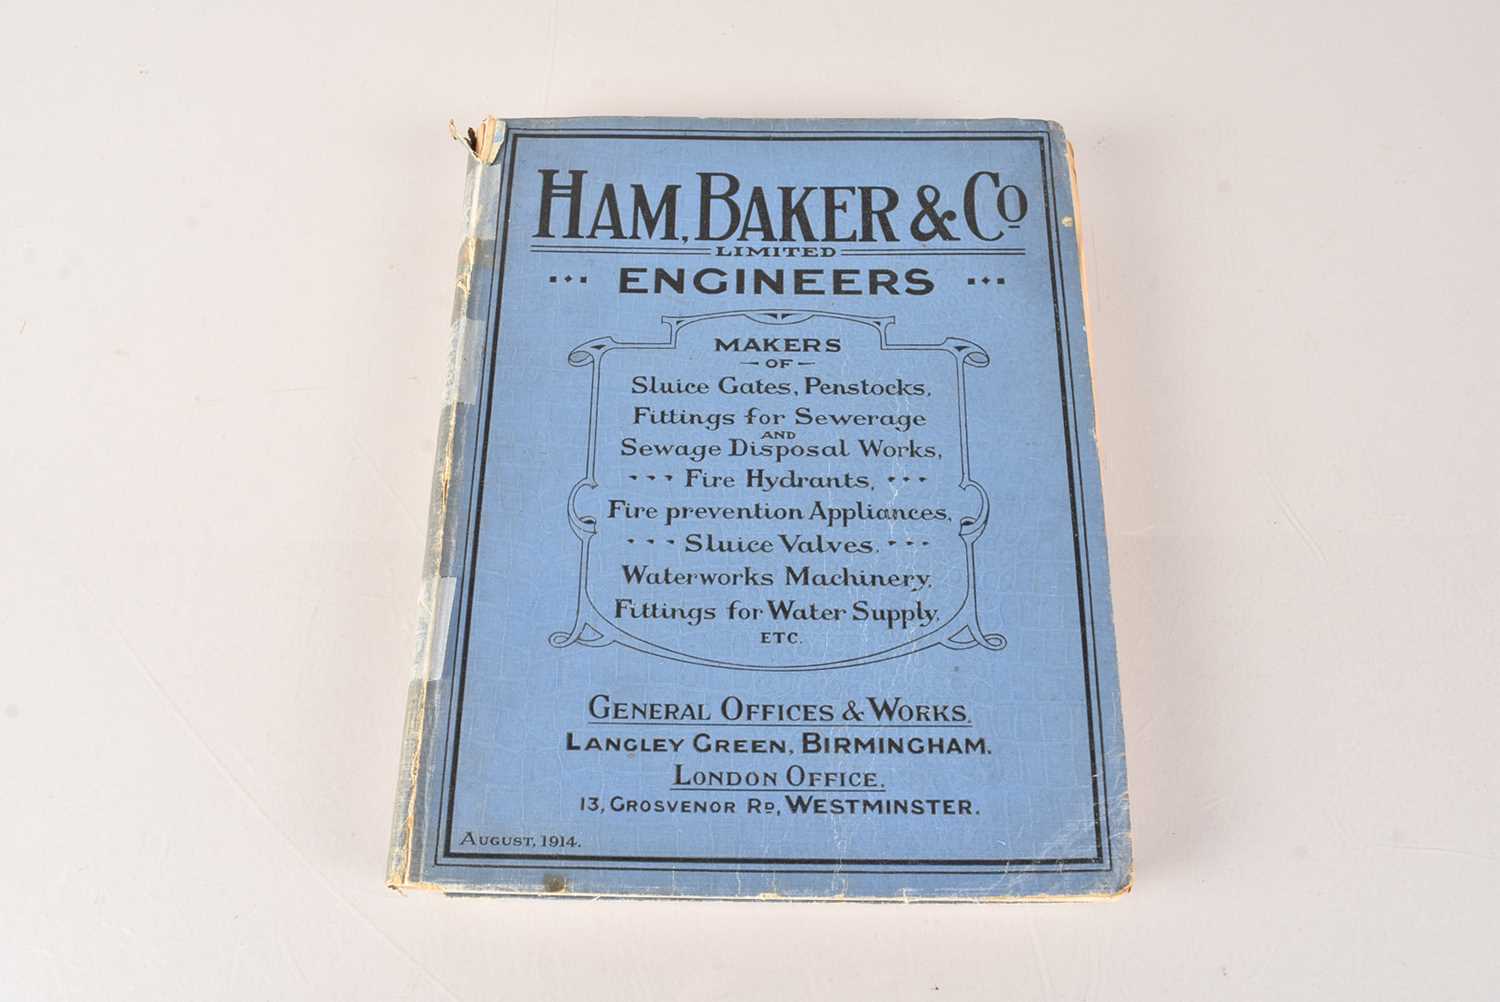 HAM, BAKER & Co
LIMITED
ENGINEERS
MAKERS
OF
Sluice Gates, Penstocks,
Fittings for Sewerage
AND
Sewage Disposal Works,
Fire Hydrants,
Fire prevention Appliances,
Sluice Valves,
Waterworks Machinery,
Fittings for Water Supply,
ETC.
GENERAL OFFICES & WORKS.
LANGLEY GREEN, BIRMINGHAM.
LONDON OFFICE.
13, GROSVENOR RD, WESTMINSTER.
AUGUST, 1914.